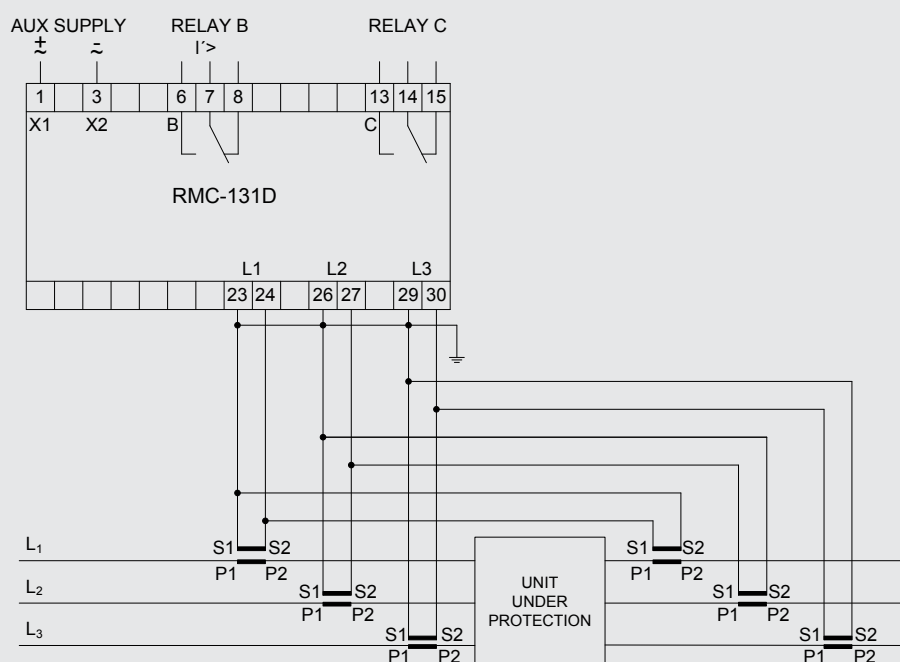 AUX SUPPLY RELAY B RELAY C
± ~ - ~ I´>
1 3 6 7 8 13 14 15
X1 X2 B C
RMC-131D
L1 L2 L3
23 24 26 27 29 30
L1 S1 S2 S1 S2
P1 P2 P1 P2
L2 S1 S2 S1 S2
P1 P2 P1 P2
L3 S1 S2 S1 S2
P1 P2 P1 P2
UNIT
UNDER
PROTECTION